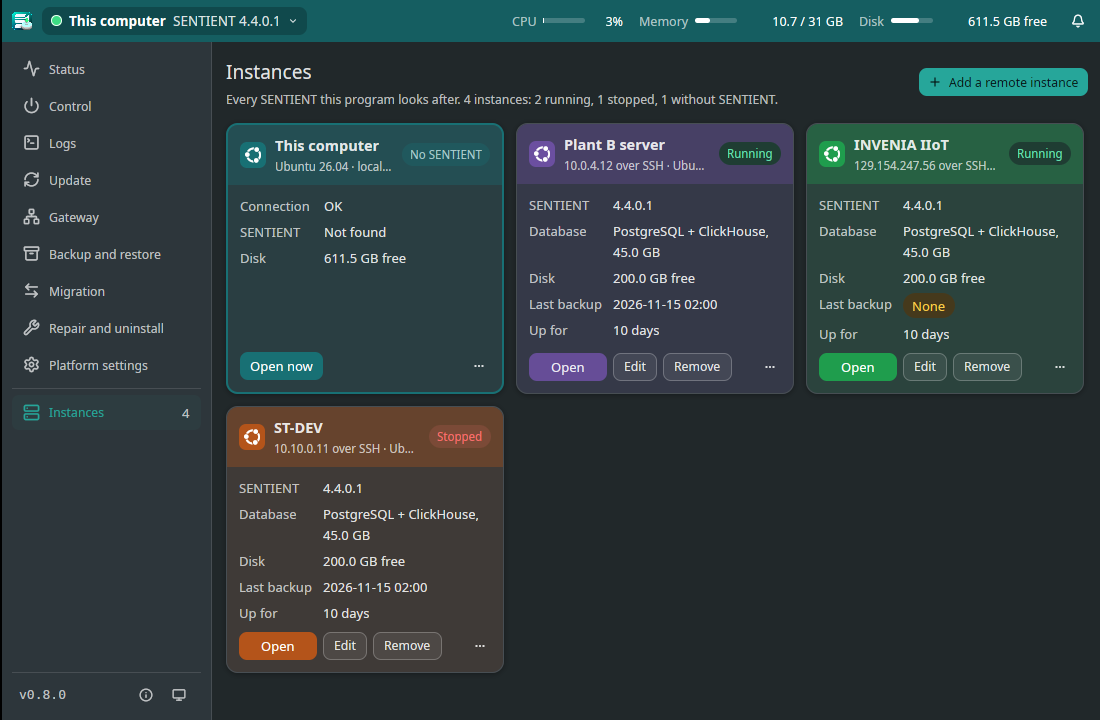 This computer SENTIENT 4.4.0.1
CPU 3% Memory 10.7 / 31 GB Disk 611.5 GB free
Status
Control
Logs
Update
Gateway
Backup and restore
Migration
Repair and uninstall
Platform settings
Instances 4
v0.8.0
Instances
Every SENTIENT this program looks after. 4 instances: 2 running, 1 stopped, 1 without SENTIENT.
+ Add a remote instance
This computer
Ubuntu 26.04 · local...
No SENTIENT
Connection OK
SENTIENT Not found
Disk 611.5 GB free
Open now ...
Plant B server
10.0.4.12 over SSH · Ubu...
Running
SENTIENT 4.4.0.1
Database PostgreSQL + ClickHouse,
45.0 GB
Disk 200.0 GB free
Last backup 2026-11-15 02:00
Up for 10 days
Open Edit Remove ...
INVENIA IIoT
129.154.247.56 over SSH...
Running
SENTIENT 4.4.0.1
Database PostgreSQL + ClickHouse,
45.0 GB
Disk 200.0 GB free
Last backup None
Up for 10 days
Open Edit Remove ...
ST-DEV
10.10.0.11 over SSH · Ub...
Stopped
SENTIENT 4.4.0.1
Database PostgreSQL + ClickHouse,
45.0 GB
Disk 200.0 GB free
Last backup 2026-11-15 02:00
Up for 10 days
Open Edit Remove ...